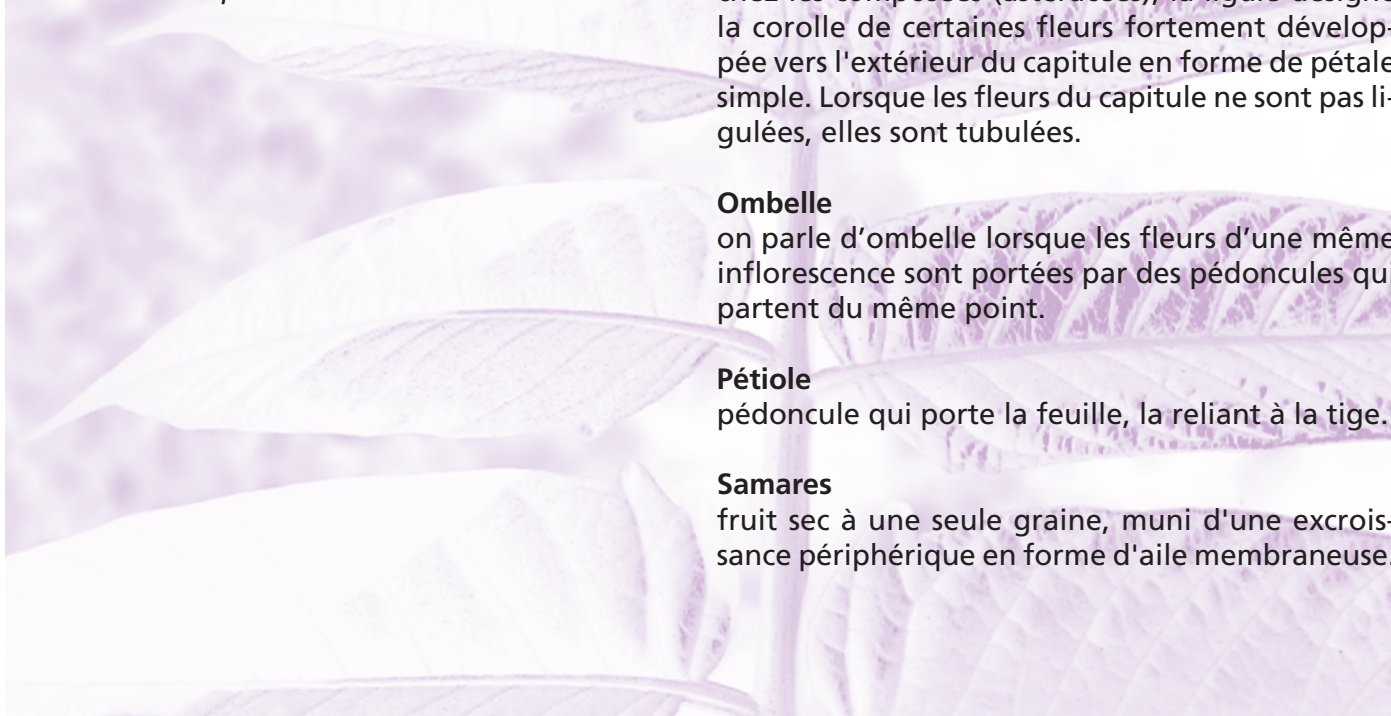 la corolle de certaines fleurs fortement dévelop-
pée vers l'extérieur du capitule en forme de pétale
simple. Lorsque les fleurs du capitule ne sont pas li-
gulées, elles sont tubulées.
Ombelle
on parle d’ombelle lorsque les fleurs d’une même
inflorescence sont portées par des pédoncules qui
partent du même point.
Pétiole
pédoncule qui porte la feuille, la reliant à la tige.
Samares
fruit sec à une seule graine, muni d'une excrois-
sance périphérique en forme d'aile membraneuse.